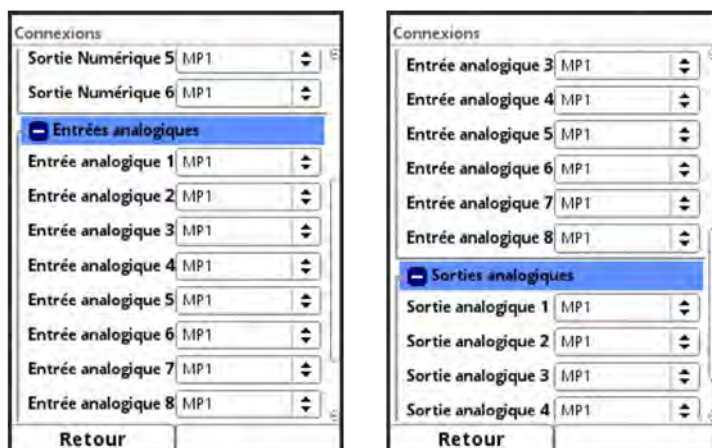 Connexions
Sortie Numérique 5 MP1
Sortie Numérique 6 MP1
Entrées analogiques
Entrée analogique 1 MP1
Entrée analogique 2 MP1
Entrée analogique 3 MP1
Entrée analogique 4 MP1
Entrée analogique 5 MP1
Entrée analogique 6 MP1
Entrée analogique 7 MP1
Entrée analogique 8 MP1
Retour
Connexions
Entrée analogique 3 MP1
Entrée analogique 4 MP1
Entrée analogique 5 MP1
Entrée analogique 6 MP1
Entrée analogique 7 MP1
Entrée analogique 8 MP1
Sorties analogiques
Sortie analogique 1 MP1
Sortie analogique 2 MP1
Sortie analogique 3 MP1
Sortie analogique 4 MP1
Retour